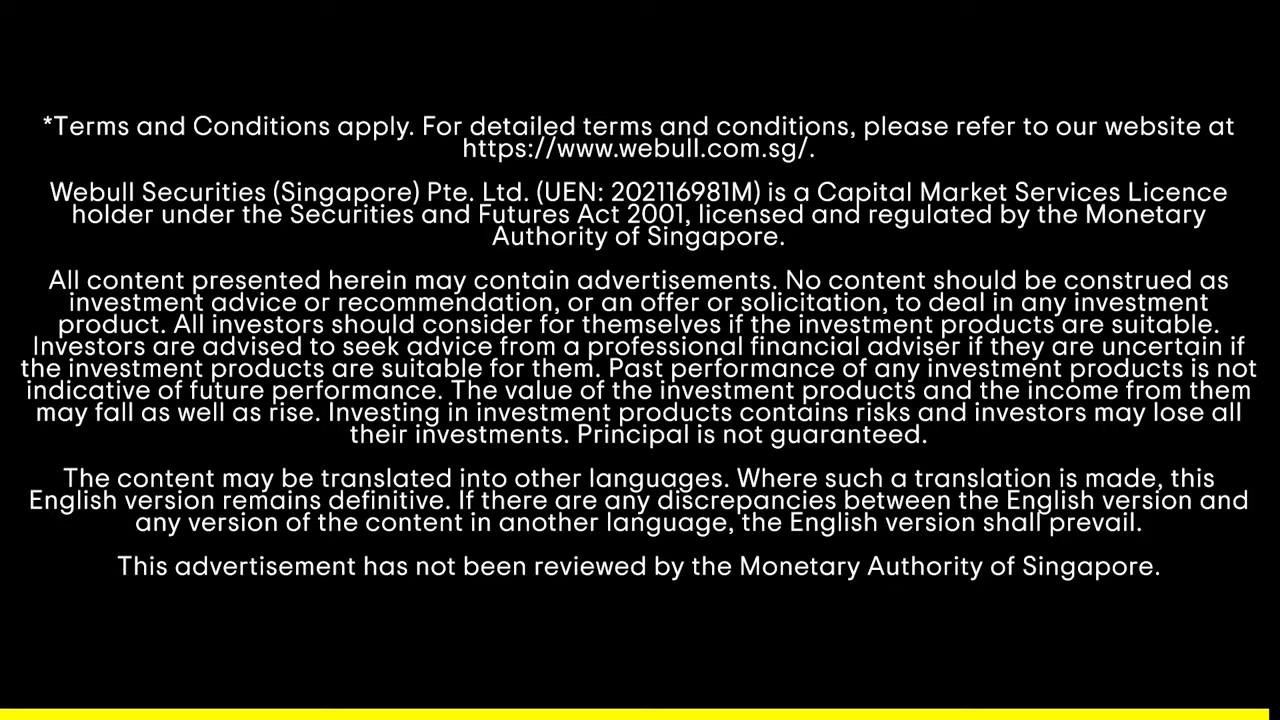 *Terms and Conditions apply. For detailed terms and conditions, please refer to our website at
https://www.webull.com.sg/.
Webull Securities (Singapore) Pte. Ltd. (UEN: 202116981M) is a Capital Market Services Licence
holder under the Securities and Futures Act 2001, licensed and regulated by the Monetary
Authority of Singapore.
All content presented herein may contain advertisements. No content should be construed as
investment advice or recommendation, or an offer or solicitation, to deal in any investment
product. All investors should consider for themselves if the investment products are suitable.
Investors are advised to seek advice from a professional financial adviser if they are uncertain if
the investment products are suitable for them. Past performance of any investment products is not
indicative of future performance. The value of the investment products and the income from them
may fall as well as rise. Investing in investment products contains risks and investors may lose all
their investments. Principal is not guaranteed.
The content may be translated into other languages. Where such a translation is made, this
English version remains definitive. If there are any discrepancies between the English version and
any version of the content in another language, the English version shall prevail.
This advertisement has not been reviewed by the Monetary Authority of Singapore.